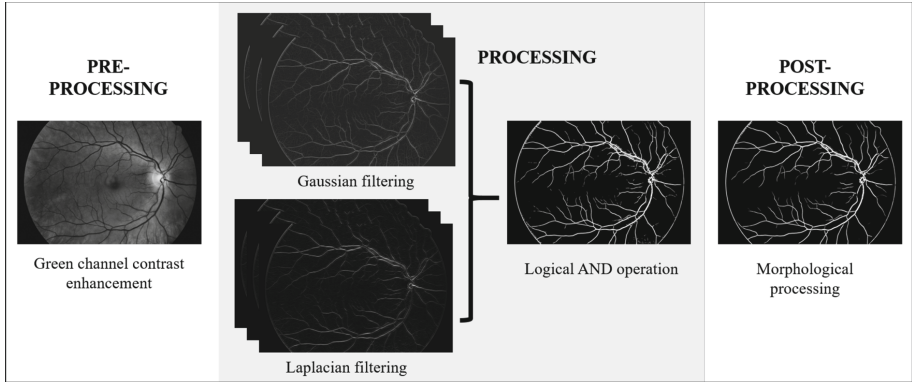 PRE-
PROCESSING
Green channel contrast
enhancement
PROCESSING
Gaussian filtering
Laplacian filtering
Logical AND operation
POST-
PROCESSING
Morphological
processing